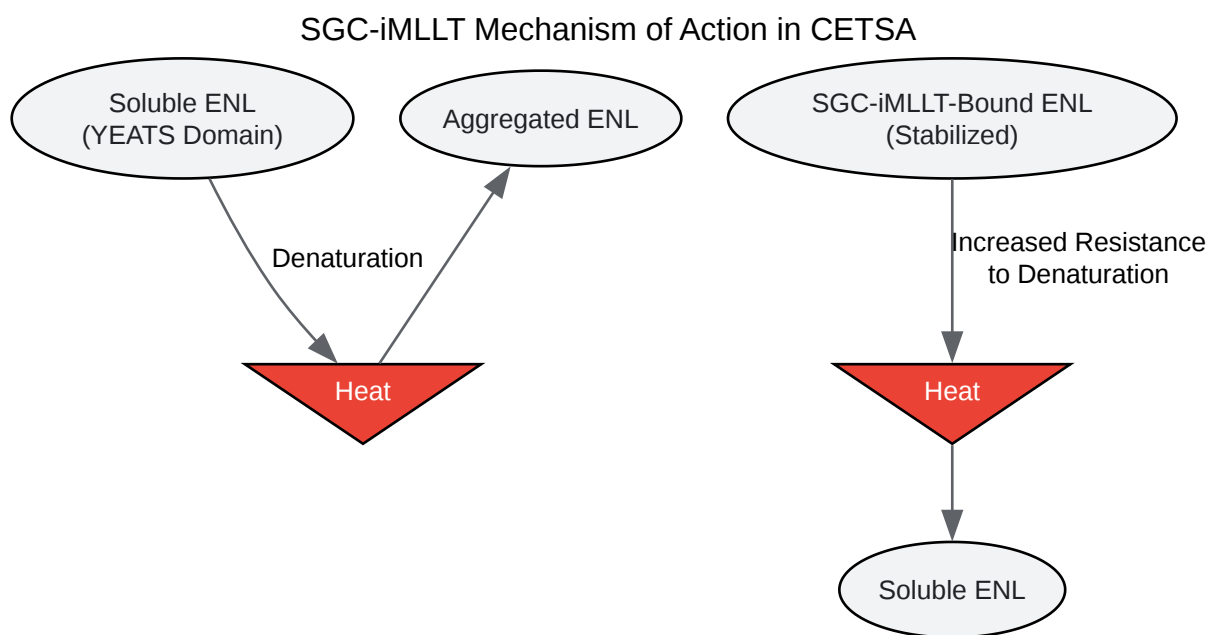 SGC-iMLLT Mechanism of Action in CETSA
Soluble ENL
(YEATS Domain)
Aggregated ENL
SGC-iMLLT-Bound ENL
(Stabilized)
Denaturation
Increased Resistance
to Denaturation
Heat
Heat
Soluble ENL